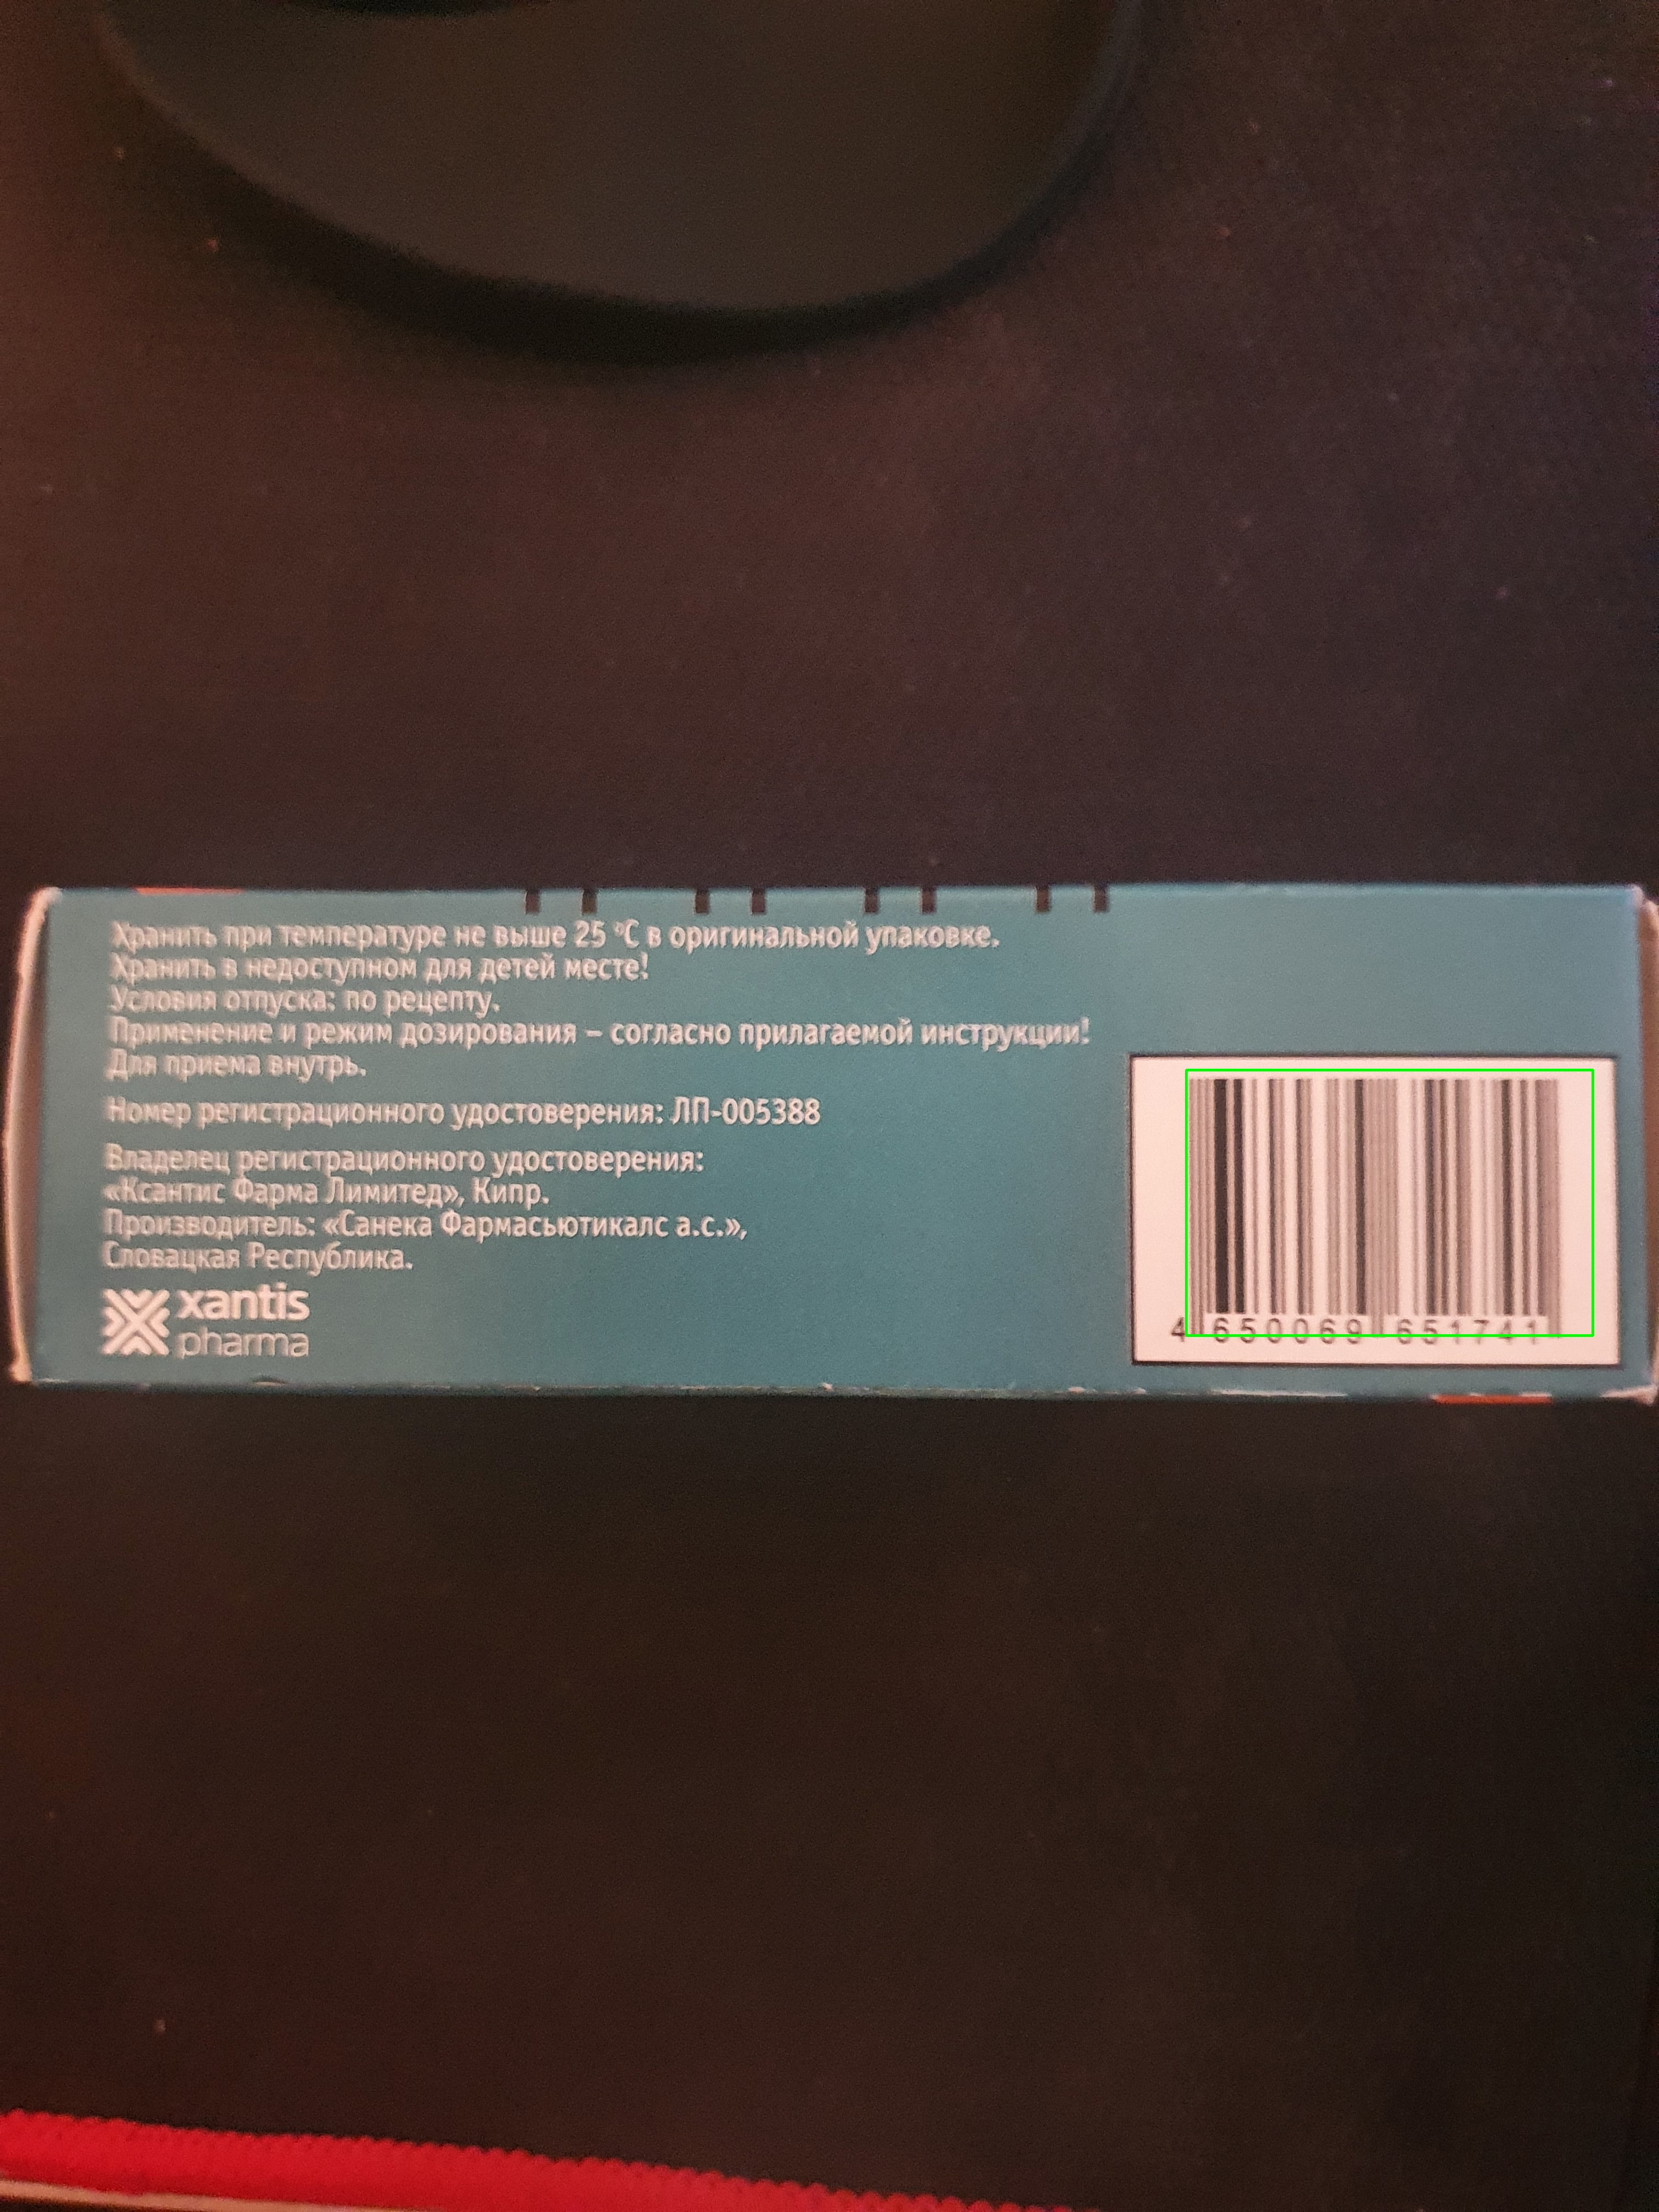 Хранить при температуре не выше 25 °C в оригинальной упаковке.
Хранить в недоступном для детей месте!
Условия отпуска: по рецепту.
Применение и режим дозирования – согласно прилагаемой инструкции!
Для приема внутрь.
Номер регистрационного удостоверения: ЛП-005388
Владелец регистрационного удостоверения:
«Ксантис Фарма Лимитед», Кипр.
Производитель: «Санека Фармасьютикалс а.с.»,
Словацкая Республика.
xantis
pharma
4 650069 651741